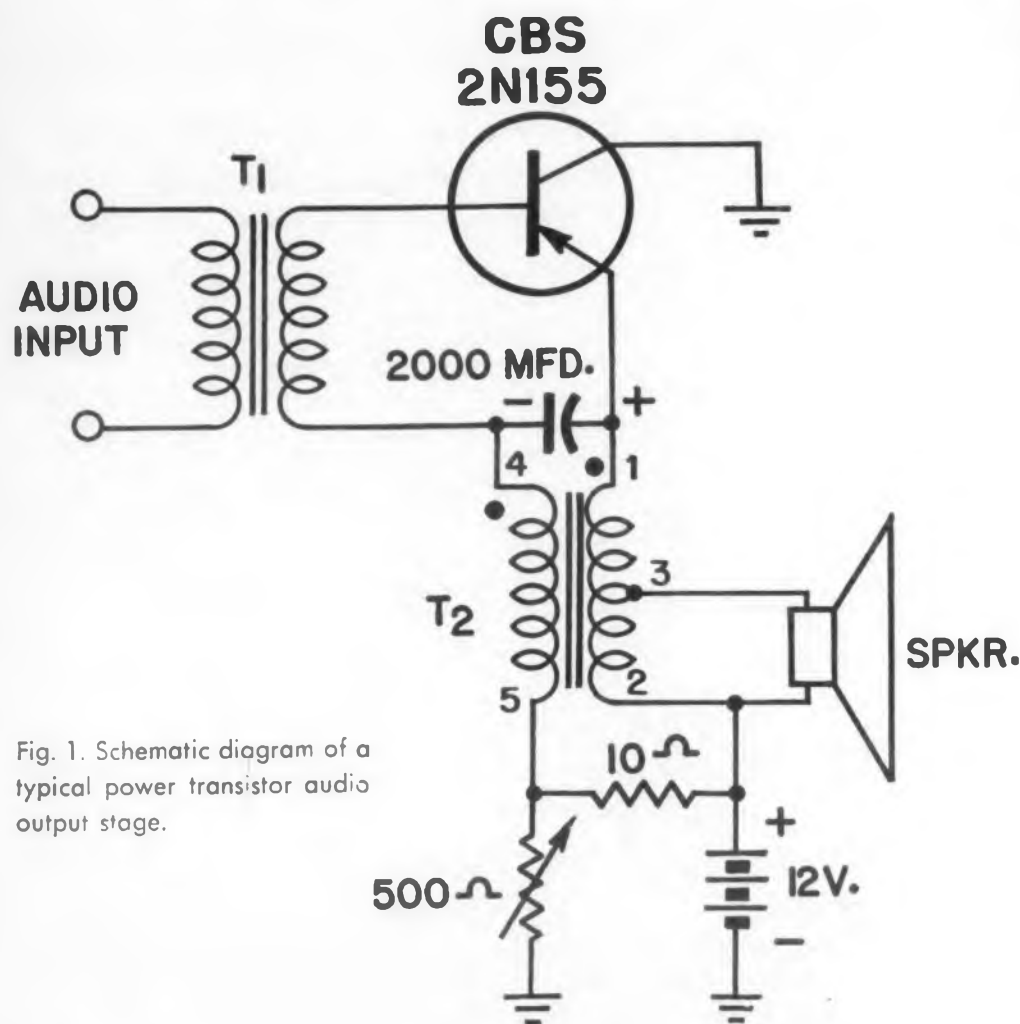 CBS
2N155
T1
AUDIO
INPUT
2000 MFD.
- +
4 1
3
T2
SPKR.
5 2
10 Ω
Fig. 1. Schematic diagram of a
typical power transistor audio
output stage.
+
500 Ω
12V.
-